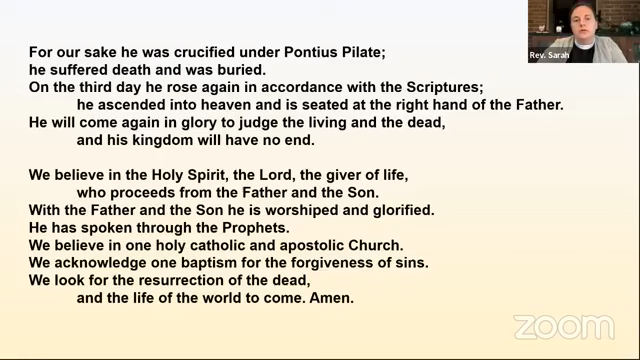 For our sake he was crucified under Pontius Pilate;
he suffered death and was buried.
On the third day he rose again in accordance with the Scriptures;
he ascended into heaven and is seated at the right hand of the Father.
He will come again in glory to judge the living and the dead,
and his kingdom will have no end.
We believe in the Holy Spirit, the Lord, the giver of life,
who proceeds from the Father and the Son.
With the Father and the Son he is worshiped and glorified.
He has spoken through the Prophets.
We believe in one holy catholic and apostolic Church.
We acknowledge one baptism for the forgiveness of sins.
We look for the resurrection of the dead,
and the life of the world to come. Amen.
Rev. Sarah
zoom